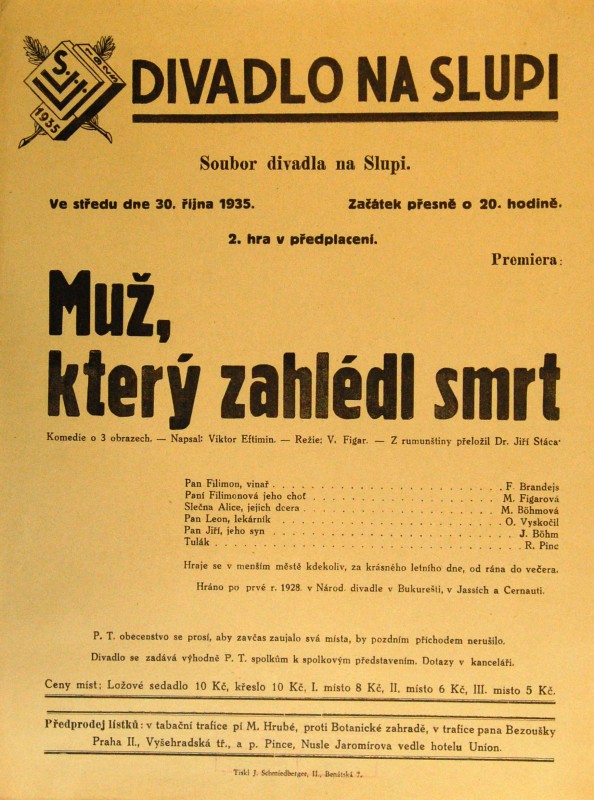 S.H.
1935
DIVADLO NA SLUPI
Soubor divadla na Slupi.
Ve středu dne 30. října 1935. Začátek přesně o 20. hodině.
2. hra v předplacení.
Premiera:
Muž,
který zahlédl smrt
Komedie o 3 obrazech. — Napsal: Viktor Eftimin. — Režie: V. Figar. — Z rumunštiny přeložil Dr. Jiří Stáca
Pan Filimon, vinař . . . . . . . . . . . . . . . . . . . . F. Brandejs
Paní Filimonová jeho choť . . . . . . . . . . . . . . . . M. Figarová
Slečna Alice, jejich dcera . . . . . . . . . . . . . . . . . M. Böhmová
Pan Leon, lekárník . . . . . . . . . . . . . . . . . . . . O. Vyskočil
Pan Jiří, jeho syn . . . . . . . . . . . . . . . . . . . . J. Böhm
Tulák . . . . . . . . . . . . . . . . . . . . . . . . . R. Pinc
Hraje se v menším městě kdekoliv, za krásného letního dne, od rána do večera.
Hráno po prvé r. 1928. v Národ. divadle v Bukurešti, v Jassích a Cernauti.
P. T. obecenstvo se prosí, aby zavčas zaujalo svá místa, by pozdním příchodem nerušilo.
Divadlo se zadává výhodně P. T. spolkům k spolkovým představením. Dotazy v kanceláři.
Ceny míst; Ložové sedadlo 10 Kč, křeslo 10 Kč, I. místo 8 Kč, II. místo 6 Kč, III. místo 5 Kč.
Předprodej lístků: v tabační trafice pí M. Hrubé, proti Botanické zahradě, v trafice pana Bezoušky
Praha II., Vyšehradská tř., a p. Pince, Nusle Jaromírova vedle hotelu Union.
Tiskl J. Schmiedberger, II., Benátská 7.